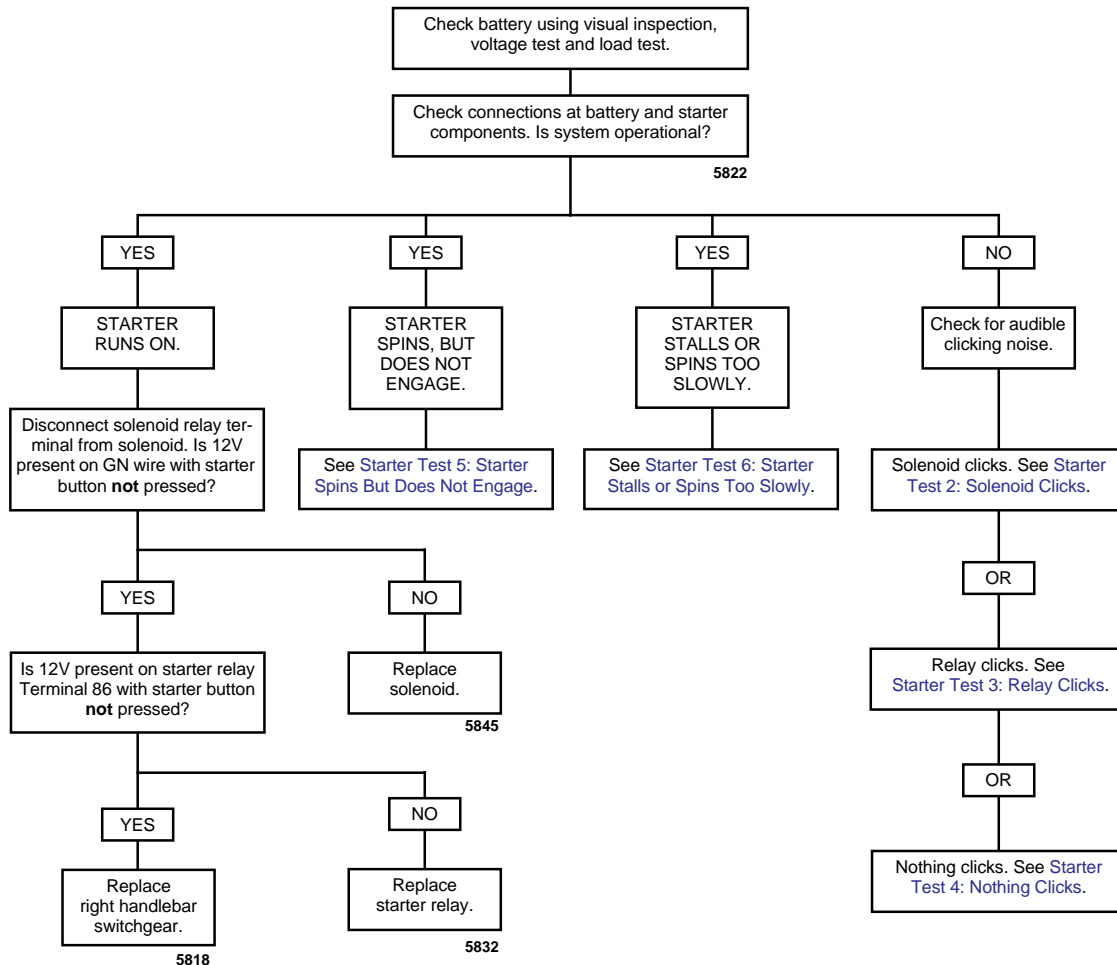 Check battery using visual inspection,
voltage test and load test.
Check connections at battery and starter
components. Is system operational?
5822
YES
YES
YES
NO
STARTER
RUNS ON.
STARTER
SPINS, BUT
DOES NOT
ENGAGE.
STARTER
STALLS OR
SPINS TOO
SLOWLY.
Check for audible
clicking noise.
Disconnect solenoid relay ter-
minal from solenoid. Is 12V
present on GN wire with starter
button not pressed?
See Starter Test 5: Starter
Spins But Does Not Engage.
See Starter Test 6: Starter
Stalls or Spins Too Slowly.
Solenoid clicks. See Starter
Test 2: Solenoid Clicks.
YES
NO
OR
Is 12V present on starter relay
Terminal 86 with starter button
not pressed?
Replace
solenoid.
5845
Relay clicks. See
Starter Test 3: Relay Clicks.
YES
NO
OR
Replace
right handlebar
switchgear.
5818
Replace
starter relay.
5832
Nothing clicks. See Starter
Test 4: Nothing Clicks.